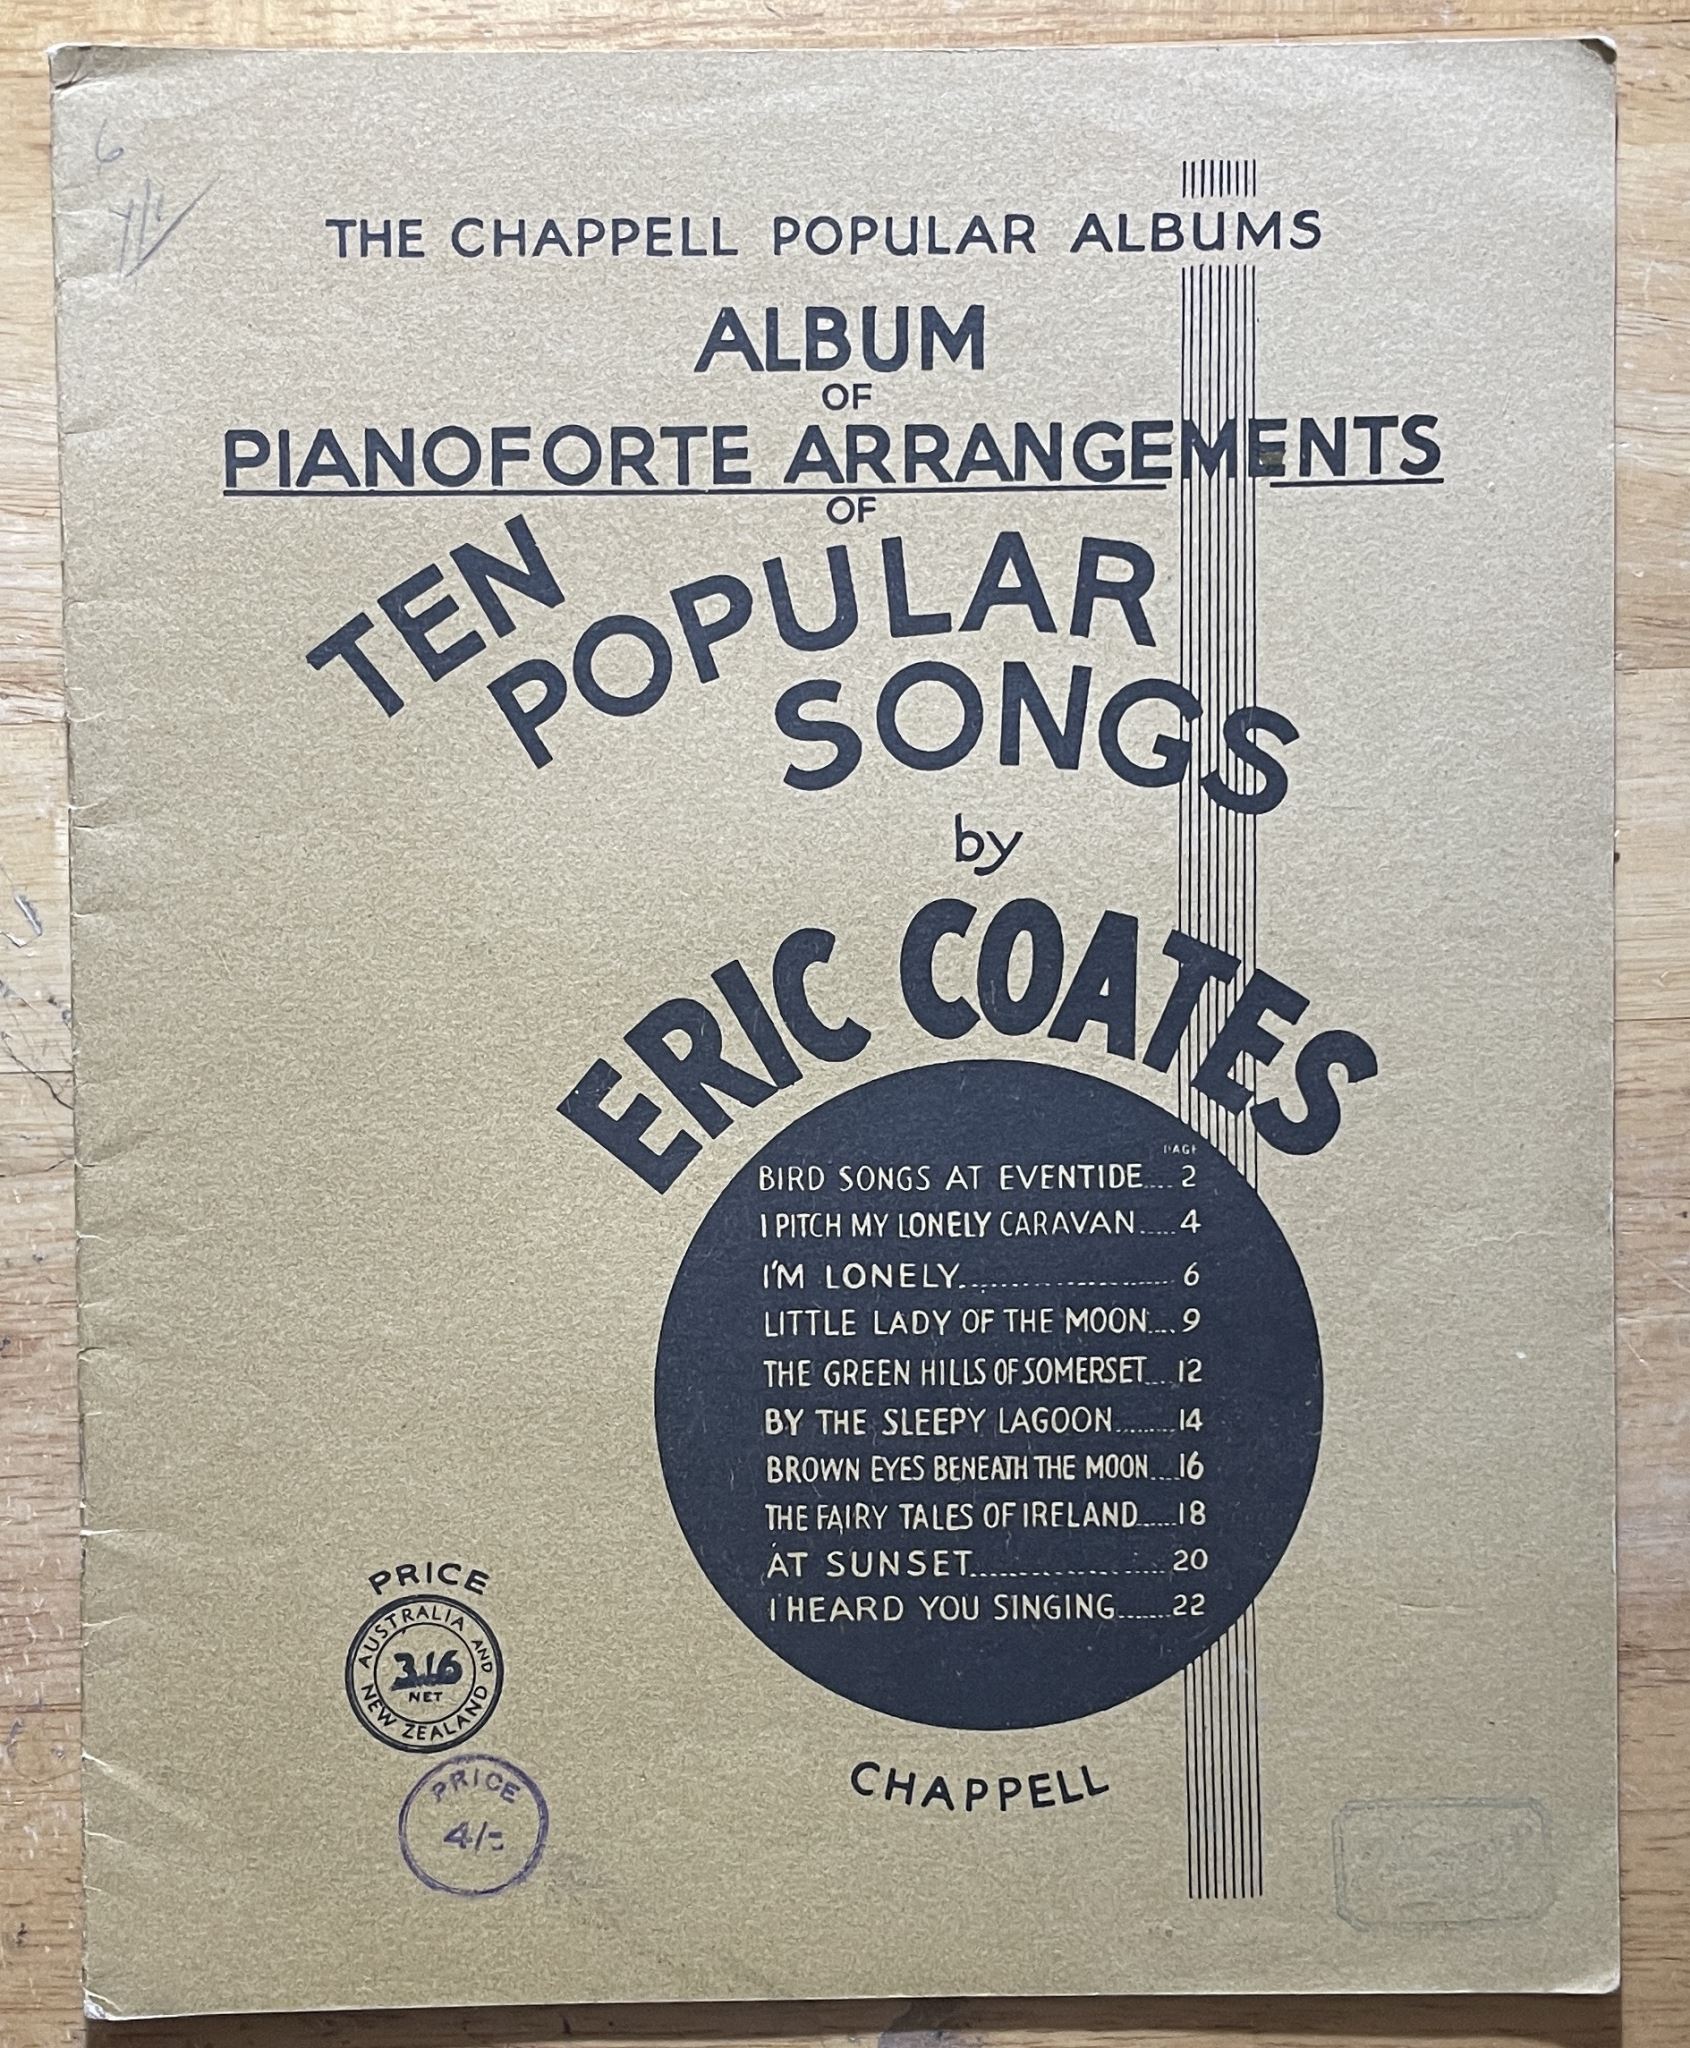 6
THE CHAPPELL POPULAR ALBUMS
ALBUM
OF
PIANOFORTE ARRANGEMENTS
OF
TEN
POPULAR
SONGS
by
ERIC COATES
PAGE
BIRD SONGS AT EVENTIDE.... 2
I PITCH MY LONELY CARAVAN..... 4
I'M LONELY........................ 6
LITTLE LADY OF THE MOON.... 9
THE GREEN HILLS OF SOMERSET.... 12
BY THE SLEEPY LAGOON........ 14
BROWN EYES BENEATH THE MOON.... 16
THE FAIRY TALES OF IRELAND..... 18
AT SUNSET...................... 20
I HEARD YOU SINGING....... 22
PRICE
AUSTRALIA AND
3/6
NET
NEW ZEALAND
PRICE
4/-
CHAPPELL